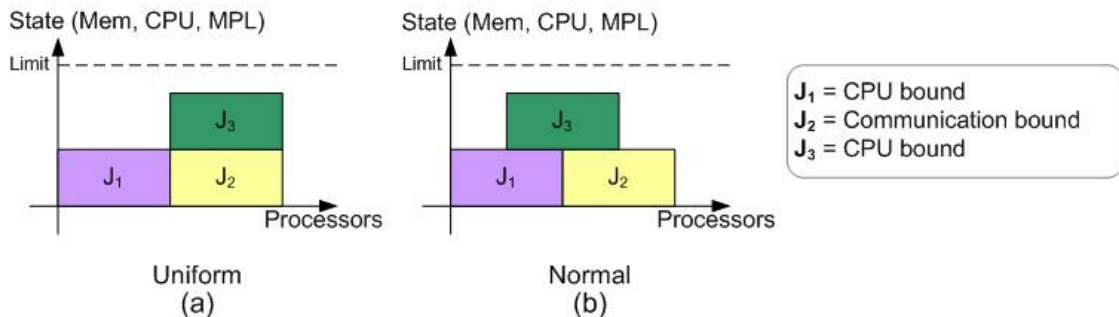 State (Mem, CPU, MPL)
Limit
J3
J1
J2
Processors
Uniform
(a)
State (Mem, CPU, MPL)
Limit
J3
J1
J2
Processors
Normal
(b)
J1 = CPU bound
J2 = Communication bound
J3 = CPU bound